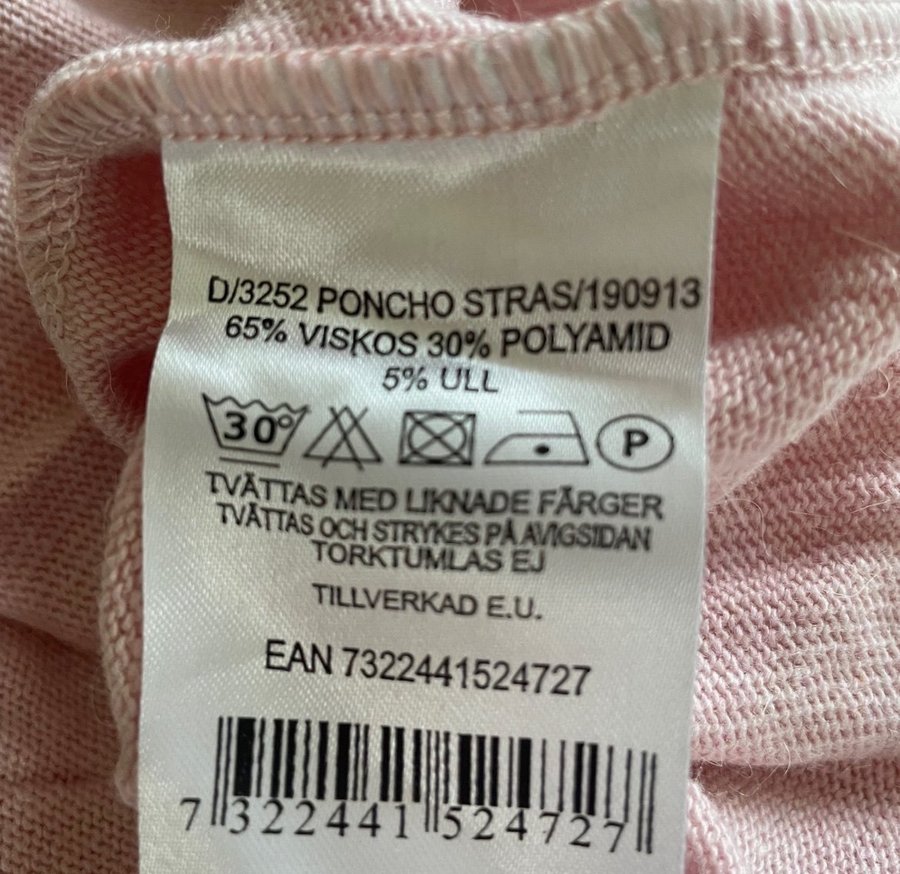 D/3252 PONCHO STRAS/190913
65% VISKOS 30% POLYAMID
5% ULL
30° P
TVÄTTAS MED LIKNADE FÄRGER
TVÄTTAS OCH STRYKES PÅ AVIGSIDAN
TORKTUMLAS EJ
TILLVERKAD E.U.
EAN 7322441524727
7 322441 524727